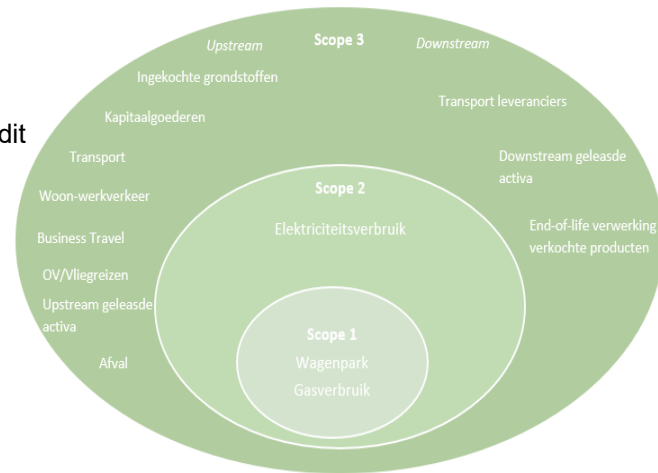 dit
Upstream
Scope 3
Downstream
Ingekochte grondstoffen
Kapitaalgoederen
Transport
Woon-werkverkeer
Business Travel
OV/Vliegreizen
Upstream geleasde
activa
Afval
Transport leveranciers
Downstream geleasde
activa
End-of-life verwerking
verkochte producten
Scope 2
Elektriciteitsverbruik
Scope 1
Wagenpark
Gasverbruik